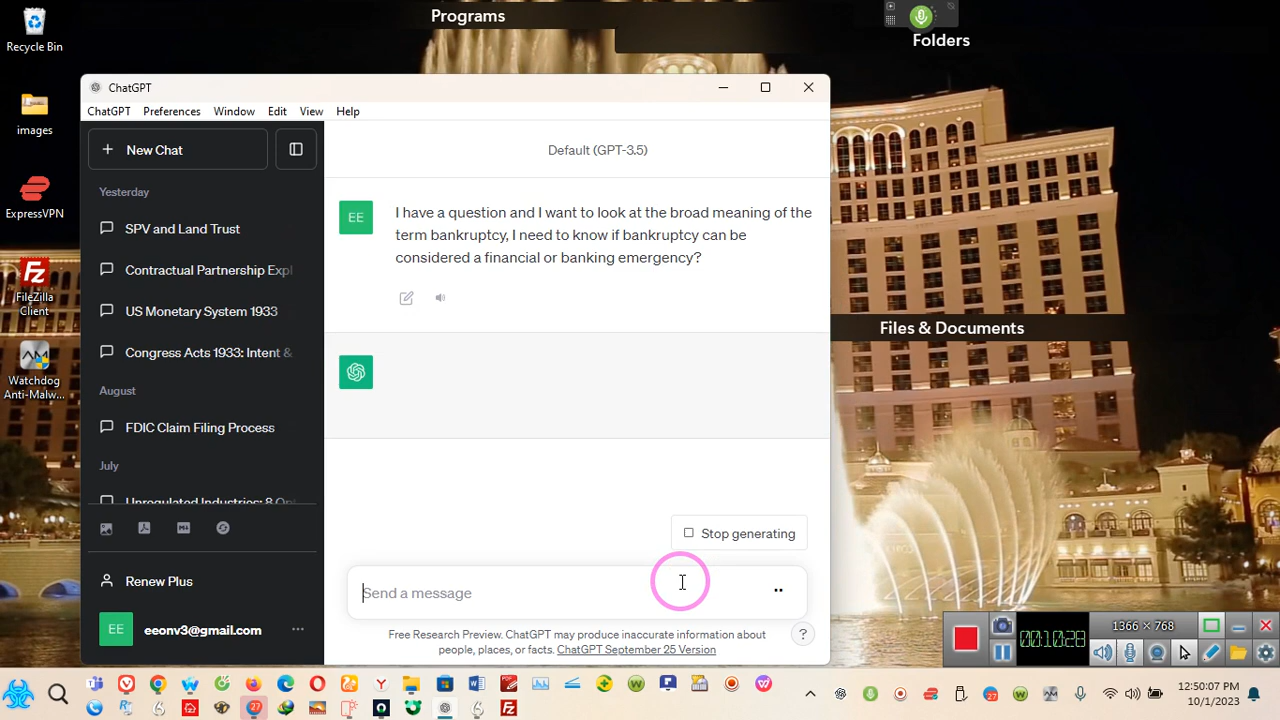 Programs
Folders
Recycle Bin
images
ExpressVPN
FileZilla
Client
Watchdog
Anti-Malw...
Files & Documents
ChatGPT
ChatGPT Preferences Window Edit View Help
New Chat
Yesterday
SPV and Land Trust
Contractual Partnership Expl
US Monetary System 1933
Congress Acts 1933: Intent &
August
FDIC Claim Filing Process
July
Unregulated Industries: 8 Op
Renew Plus
EE
eeonv3@gmail.com
Default (GPT-3.5)
EE
I have a question and I want to look at the broad meaning of the
term bankruptcy, I need to know if bankruptcy can be
considered a financial or banking emergency?
Stop generating
Send a message
Free Research Preview. ChatGPT may produce inaccurate information about
people, places, or facts. ChatGPT September 25 Version
?
1366 × 768
00:10:28
12:50:07 PM
10/1/2023